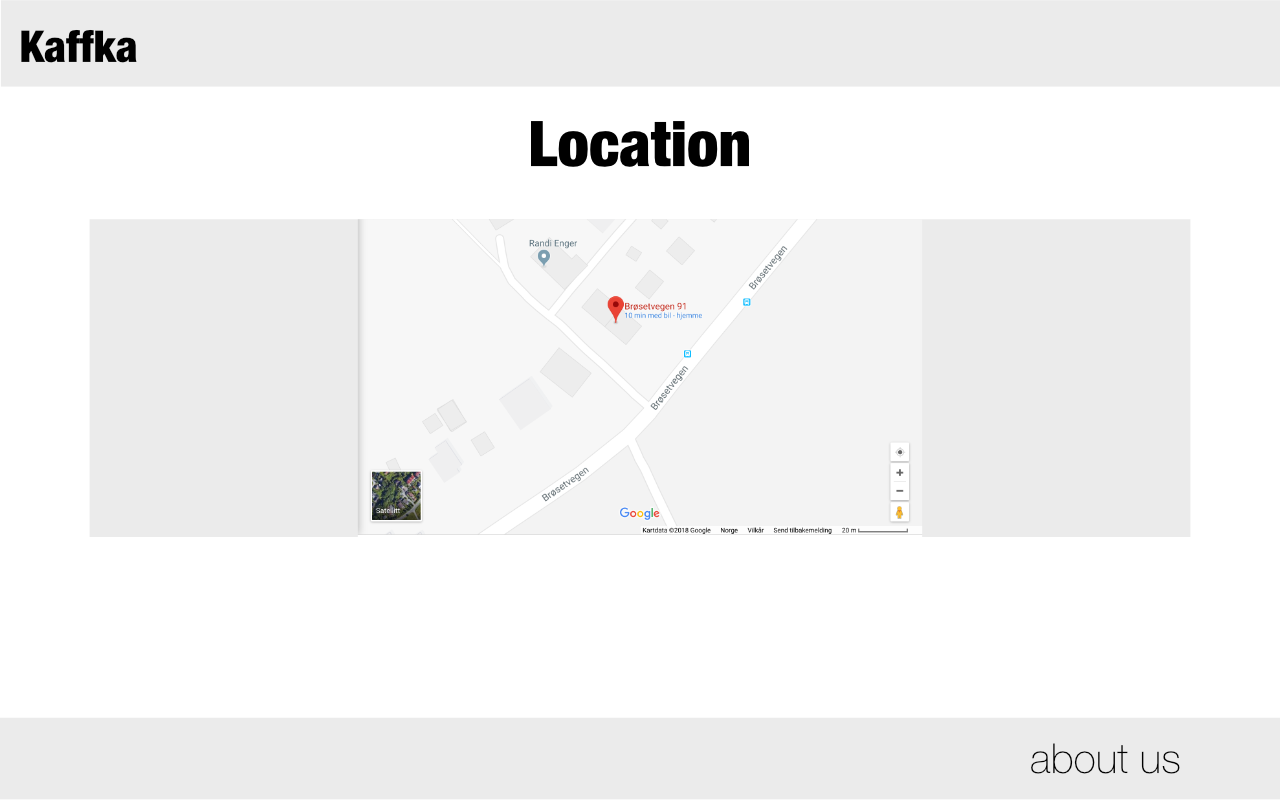 Kaffka
Location
Randi Enger
Brøsetvegen
Brøsetvegen 91
10 min med bil - hjemme
Brøsetvegen
Brøsetvegen
Satellitt
Google
Kartdata ©2018 Google Norge Vilkår Send tilbakemelding 20 m
about us